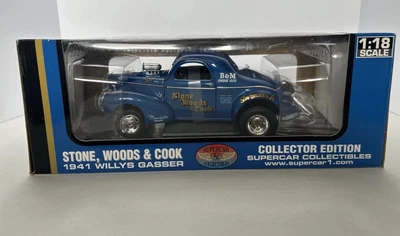 1:18
SCALE
B&M
Stone
Woods
Cook
STONE, WOODS & COOK
1941 WILLYS GASSER
SUPERCAR
COLLECTOR EDITION
SUPERCAR COLLECTIBLES
www.supercar1.com